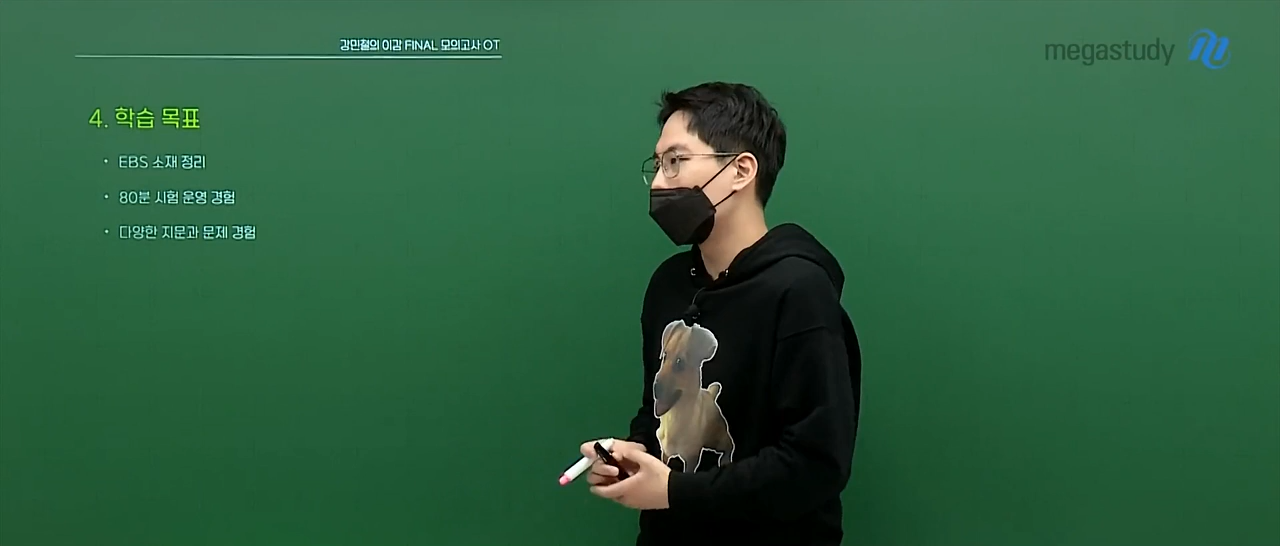 강민철의 이감 FINAL 모의고사 OT
megastudy
4. 학습 목표
• EBS 소재 정리
• 80분 시험 운영 경험
• 다양한 지문과 문제 경험